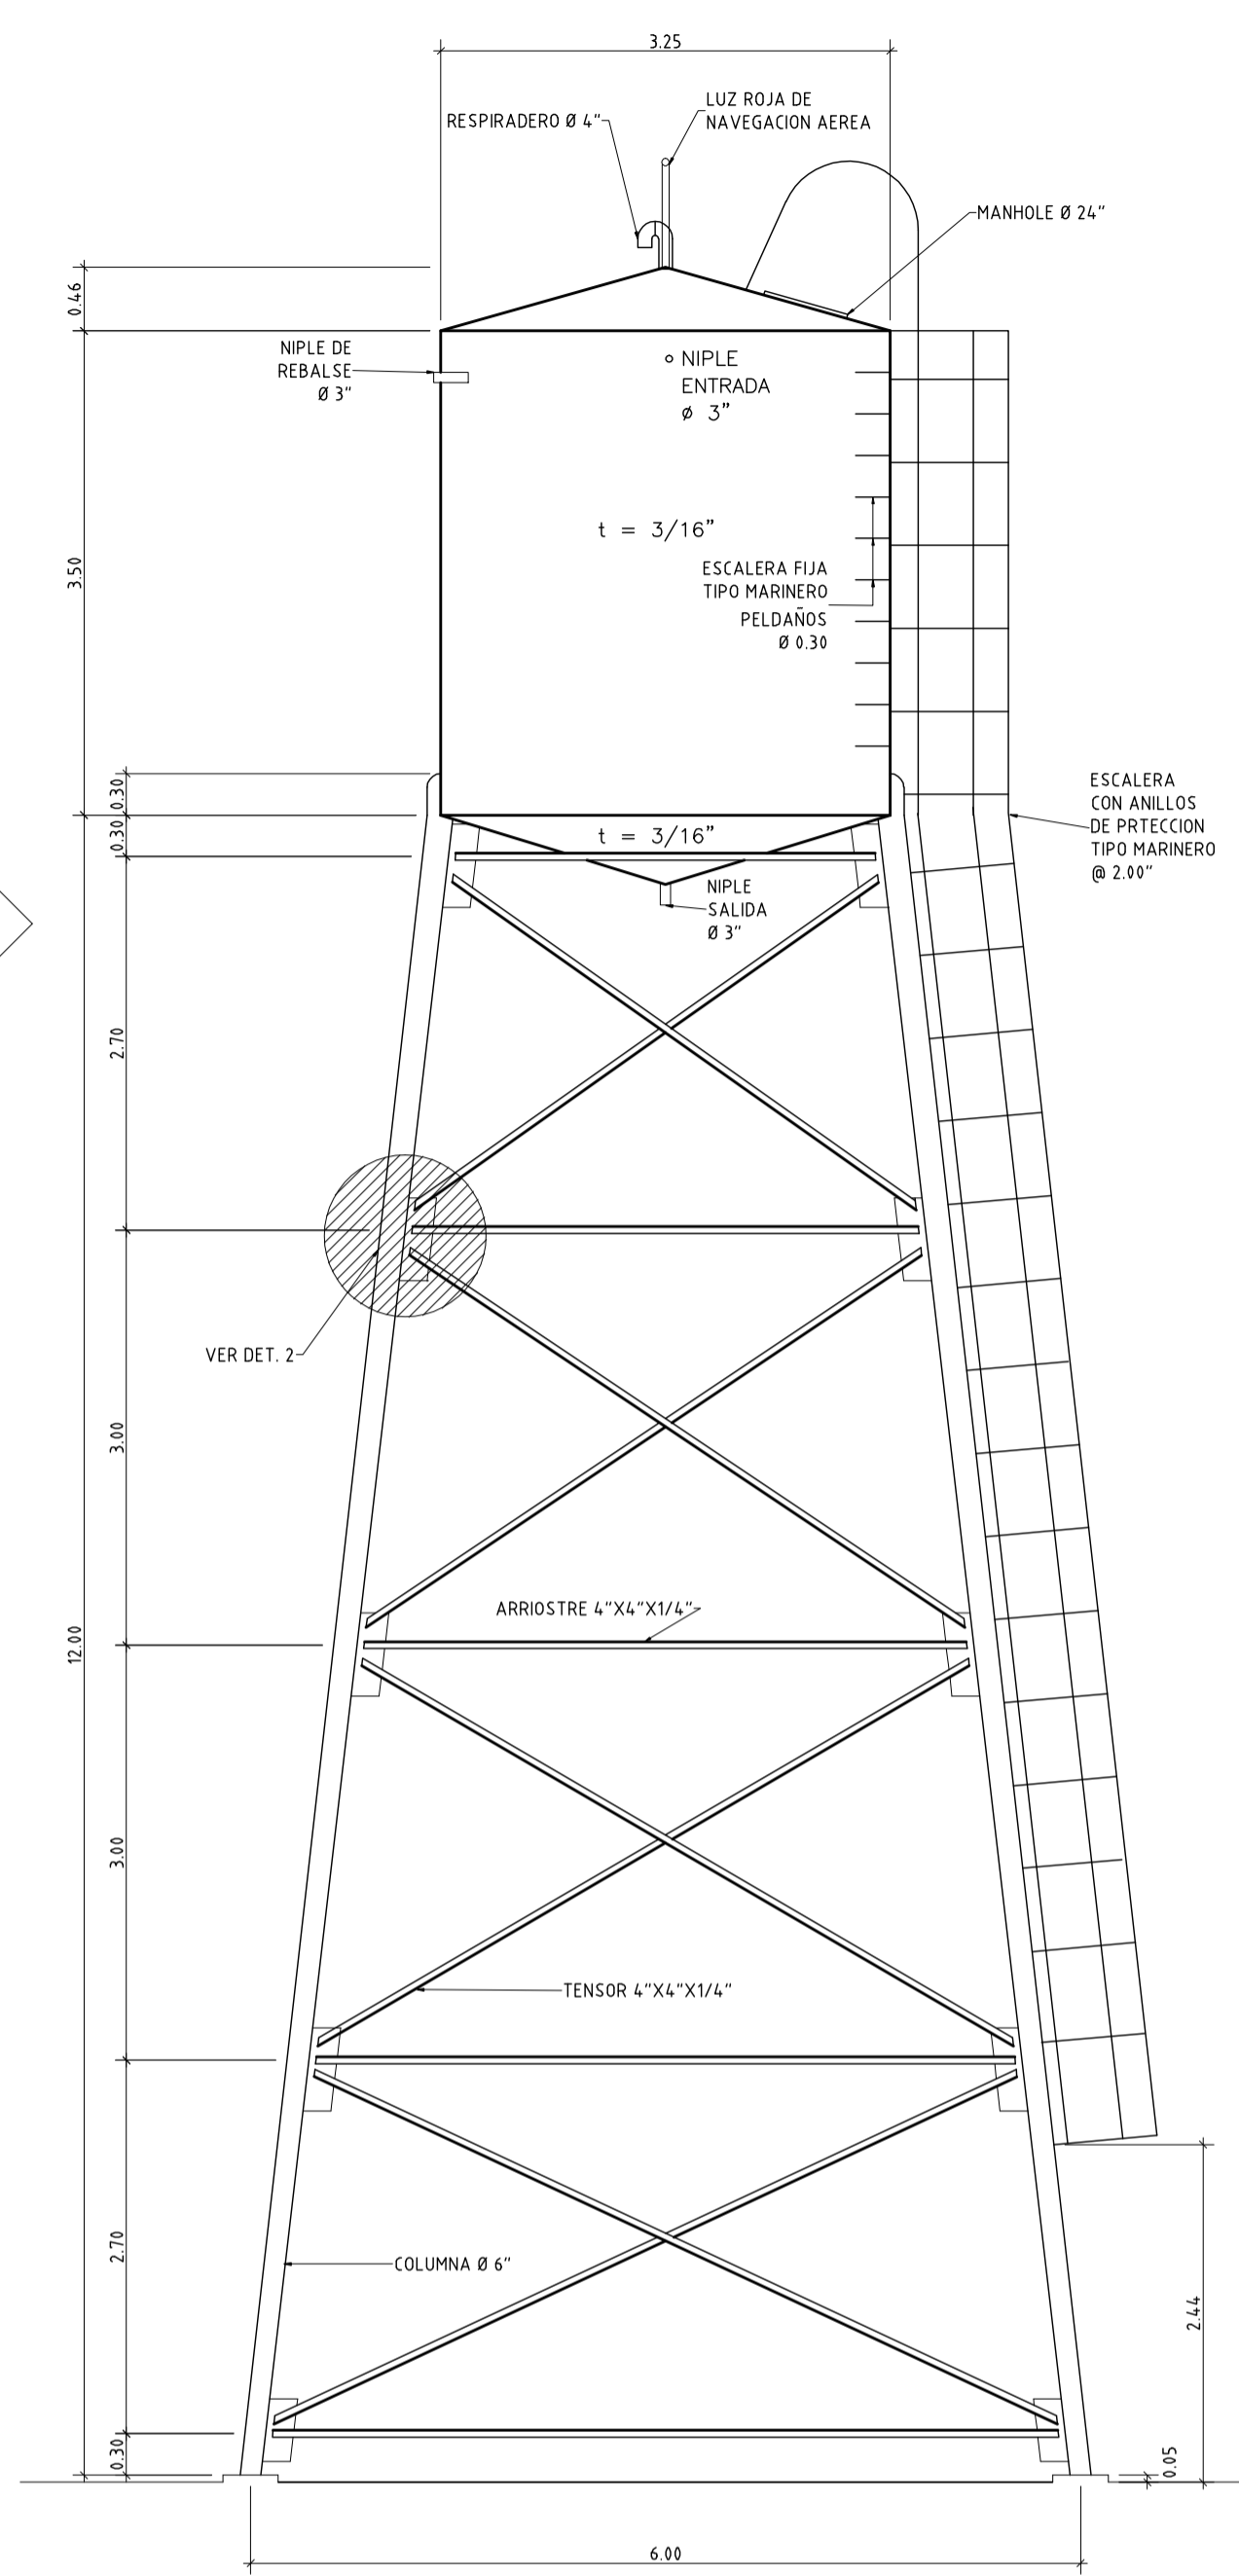 3.25
LUZ ROJA DE
NAVEGACION AEREA
RESPIRADERO Ø 4"
MANHOLE Ø 24"
0.46
NIPLE DE
REBALSE
Ø 3"
NIPLE
ENTRADA
ø 3"
t = 3/16"
3.50
ESCALERA FIJA
TIPO MARINERO
PELDAÑOS
Ø 0.30
0.30
0.30
t = 3/16"
ESCALERA
CON ANILLOS
DE PRTECCION
TIPO MARINERO
@ 2.00"
NIPLE
SALIDA
Ø 3"
2.70
VER DET. 2
3.00
ARRIOSTRE 4"X4"X1/4"
12.00
3.00
TENSOR 4"X4"X1/4"
2.70
COLUMNA Ø 6"
2.44
0.30
0.05
6.00